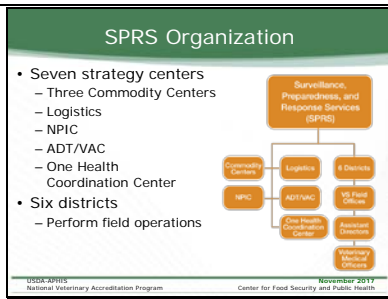 SPRS Organization
• Seven strategy centers
– Three Commodity Centers
– Logistics
– NPIC
– ADT/VAC
– One Health
Coordination Center
• Six districts
– Perform field operations
Surveillance,
Preparedness, and
Response Services
(SPRS)
Commodity
Centers
Logistics
6 Districts
NPIC
ADT/VAC
VS Field
Offices
One Health
Coordination
Center
Assistant
Directors
Veterinary
Medical
Officers
USDA-APHIS
National Veterinary Accreditation Program
November 2017
Center for Food Security and Public Health